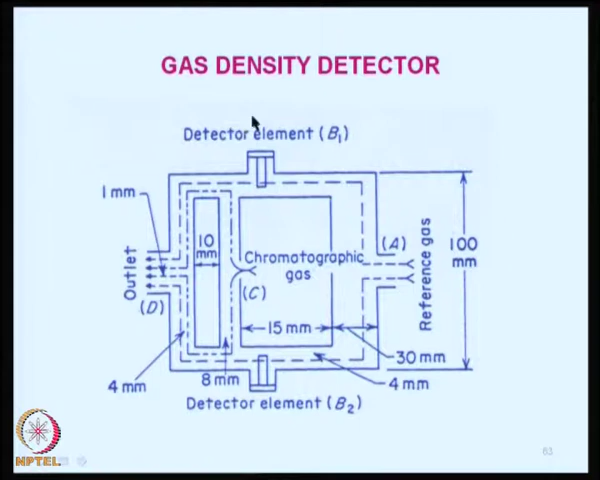 GAS DENSITY DETECTOR
Detector element (B₁)
1 mm
10
mm
Chromatographic
gas
(A)
100
mm
Reference gas
Outlet
(C)
(D)
15 mm
30 mm
4 mm
8 mm
4 mm
Detector element (B₂)
NPTEL
63